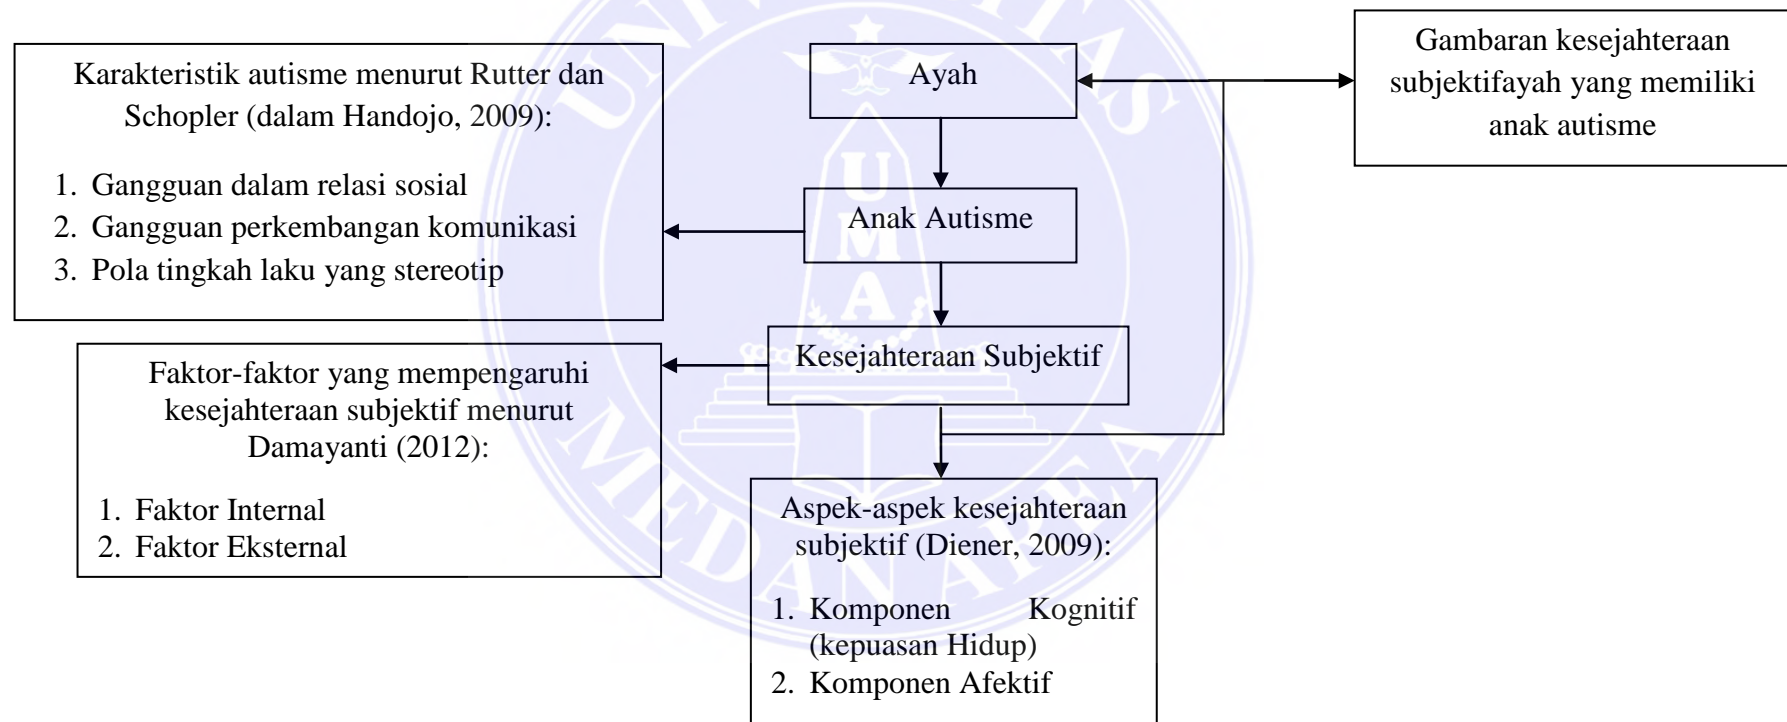 Karakteristik autisme menurut Rutter dan
Schopler (dalam Handojo, 2009):
1. Gangguan dalam relasi sosial
2. Gangguan perkembangan komunikasi
3. Pola tingkah laku yang stereotip
Faktor-faktor yang mempengaruhi
kesejahteraan subjektif menurut
Damayanti (2012):
1. Faktor Internal
2. Faktor Eksternal
Ayah
Anak Autisme
Kesejahteraan Subjektif
Aspek-aspek kesejahteraan
subjektif (Diener, 2009):
1. Komponen Kognitif
(kepuasan Hidup)
2. Komponen Afektif
Gambaran kesejahteraan
subjektifayah yang memiliki
anak autisme
UMA
MEDAN AREA